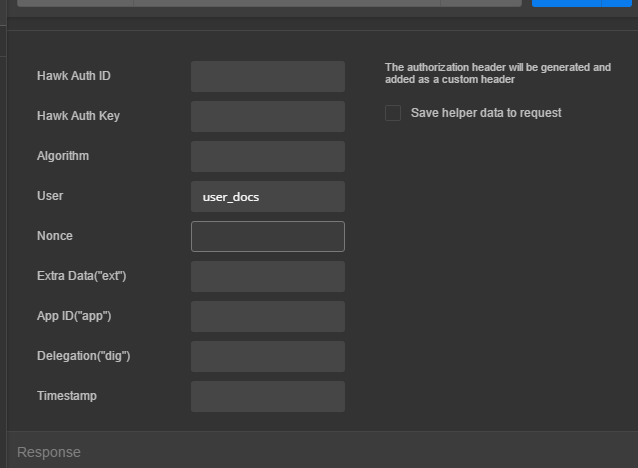 Hawk Auth ID
The authorization header will be generated and
added as a custom header
Hawk Auth Key
Save helper data to request
Algorithm
User
user_docs
Nonce
Extra Data("ext")
App ID("app")
Delegation("dig")
Timestamp
Response